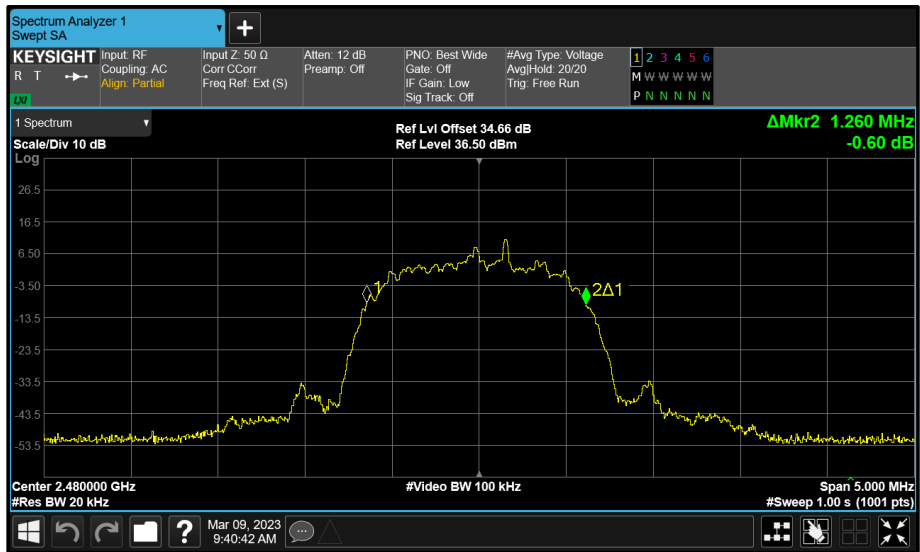 Spectrum Analyzer 1
Swept SA
+
KEYSIGHT
R T
LXI
Input: RF
Coupling: AC
Align: Partial
Input Z: 50 Ω
Corr CCorr
Freq Ref: Ext (S)
Atten: 12 dB
Preamp: Off
PNO: Best Wide
Gate: Off
IF Gain: Low
Sig Track: Off
#Avg Type: Voltage
Avg|Hold: 20/20
Trig: Free Run
1 2 3 4 5 6
M W W W W W
P N N N N N
1 Spectrum
Scale/Div 10 dB
Ref Lvl Offset 34.66 dB
Ref Level 36.50 dBm
ΔMkr2 1.260 MHz
-0.60 dB
Log
26.5
16.5
6.50
-3.50
-13.5
-23.5
-33.5
-43.5
-53.5
1
2Δ1
Center 2.480000 GHz
#Res BW 20 kHz
#Video BW 100 kHz
Span 5.000 MHz
#Sweep 1.00 s (1001 pts)
?
Mar 09, 2023
9:40:42 AM